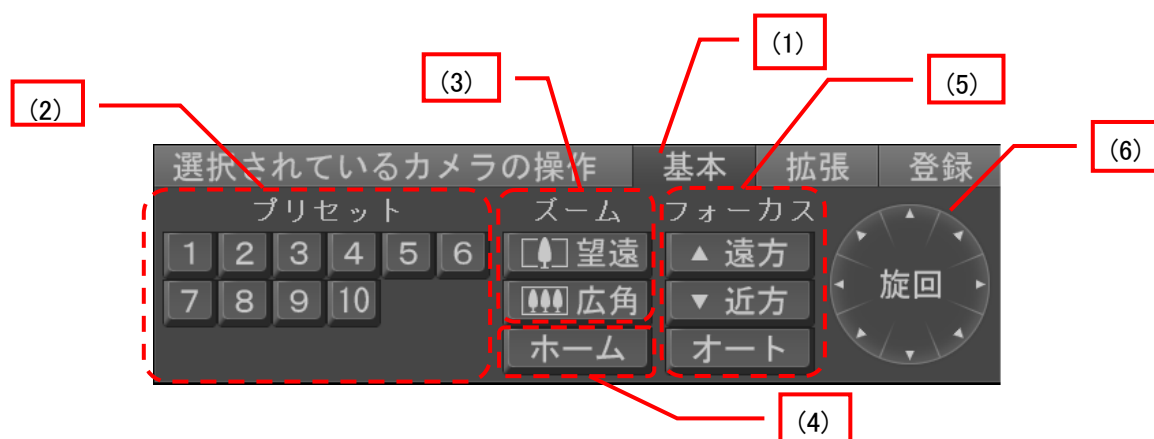 (1)
(3)
(5)
(2)
(6)
選択されているカメラの操作 基本 拡張 登録
プリセット ズーム フォーカス
1 2 3 4 5 6 望遠 ▲ 遠方
旋回
7 8 9 10 広角 ▼ 近方
ホーム オート
(4)